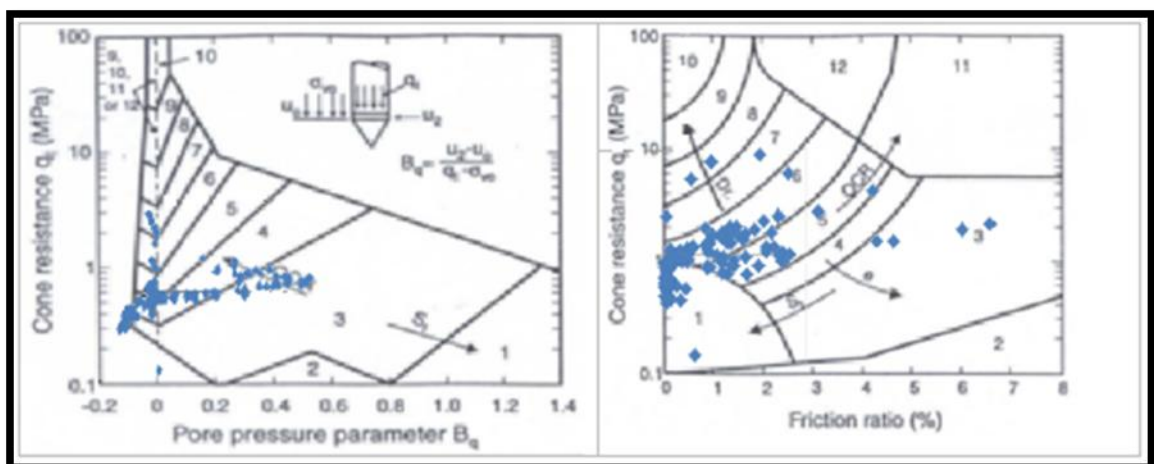 100
10
1
0.1
Cone resistance qt (MPa)
-0.2 0 0.2 0.4 0.6 0.8 1.0 1.2 1.4
Pore pressure parameter Bq
9,
10,
11
or 12
10
9
8
7
6
5
4
3
2
1
St
σvo
qt
uo
u2
Bq = u2-uo
qt-σvo
100
10
1
0.1
Cone resistance qt (MPa)
0 1 2 3 4 5 6 7 8
Friction ratio (%)
10
9
8
7
6
5
4
3
12
11
1
2
Dr
OCR
e
St